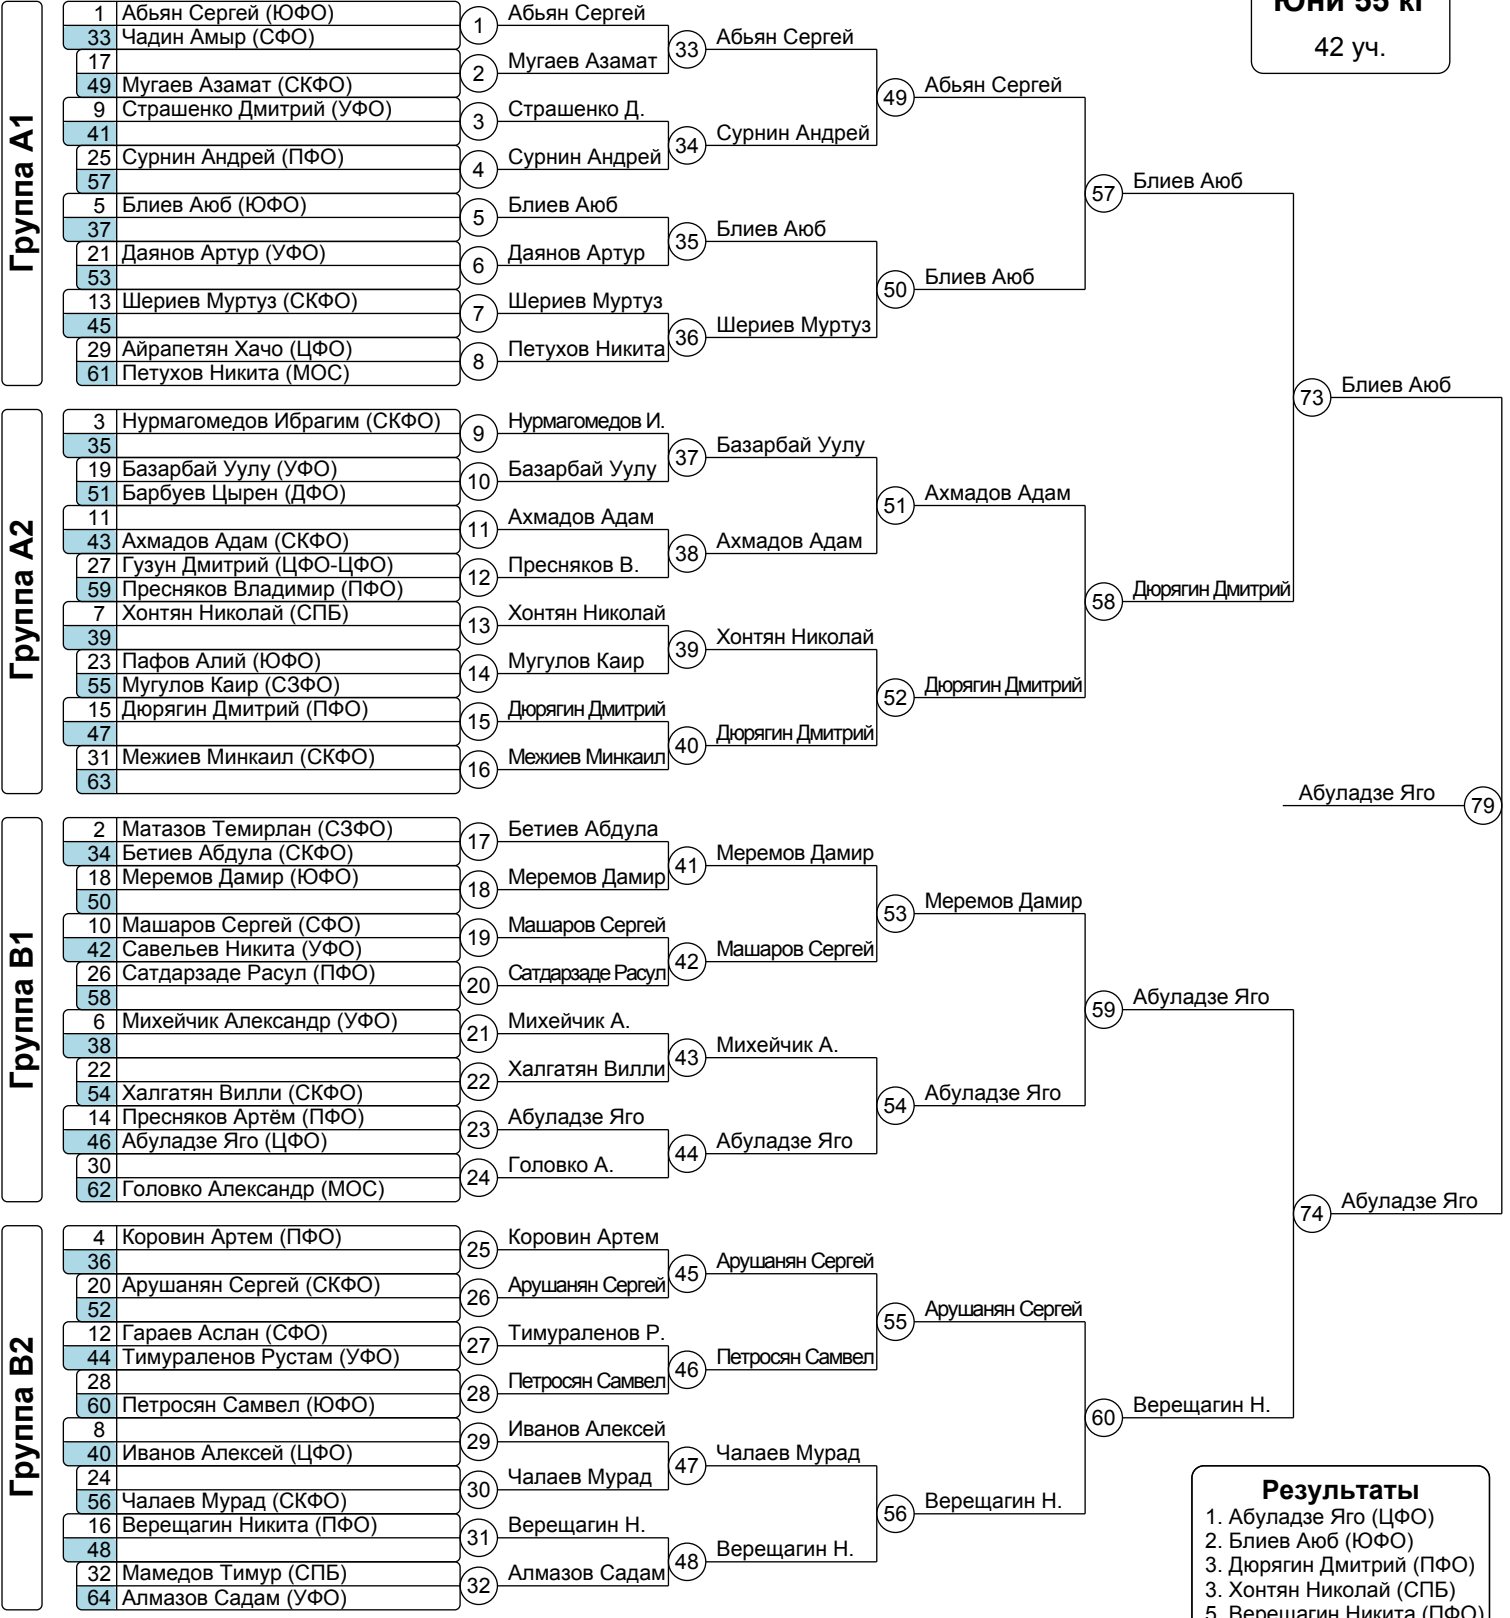 Юни 55 кг
42 уч.
Группа A1
1 Абьян Сергей (ЮФО)
33 Чадин Амыр (СФО)
17
49 Мугаев Азамат (СКФО)
9 Страшенко Дмитрий (УФО)
41
25 Сурнин Андрей (ПФО)
57
5 Блиев Аюб (ЮФО)
37
21 Даянов Артур (УФО)
53
13 Шериев Муртуз (СКФО)
45
29 Айрапетян Хачо (ЦФО)
61 Петухов Никита (МОС)
Группа A2
3 Нурмагомедов Ибрагим (СКФО)
35
19 Базарбай Уулу (УФО)
51 Барбуев Цырен (ДФО)
11
43 Ахмадов Адам (СКФО)
27 Гузун Дмитрий (ЦФО-ЦФО)
59 Пресняков Владимир (ПФО)
7 Хонтян Николай (СПБ)
39
23 Пафов Алий (ЮФО)
55 Мугулов Каир (СЗФО)
15 Дюрягин Дмитрий (ПФО)
47
31 Межиев Минкаил (СКФО)
63
Группа B1
2 Матазов Темирлан (СЗФО)
34 Бетиев Абдула (СКФО)
18 Меремов Дамир (ЮФО)
50
10 Машаров Сергей (СФО)
42 Савельев Никита (УФО)
26 Сатдарзаде Расул (ПФО)
58
6 Михейчик Александр (УФО)
38
22
54 Халгатян Вилли (СКФО)
14 Пресняков Артём (ПФО)
46 Абуладзе Яго (ЦФО)
30
62 Головко Александр (МОС)
Группа B2
4 Коровин Артем (ПФО)
36
20 Арушанян Сергей (СКФО)
52
12 Гараев Аслан (СФО)
44 Тимураленов Рустам (УФО)
28
60 Петросян Самвел (ЮФО)
8
40 Иванов Алексей (ЦФО)
24
56 Чалаев Мурад (СКФО)
16 Верещагин Никита (ПФО)
48
32 Мамедов Тимур (СПБ)
64 Алмазов Садам (УФО)
1 Абьян Сергей
2 Мугаев Азамат
3 Страшенко Д.
4 Сурнин Андрей
5 Блиев Аюб
6 Даянов Артур
7 Шериев Муртуз
8 Петухов Никита
9 Нурмагомедов И.
10 Базарбай Уулу
11 Ахмадов Адам
12 Пресняков В.
13 Хонтян Николай
14 Мугулов Каир
15 Дюрягин Дмитрий
16 Межиев Минкаил
17 Бетиев Абдула
18 Меремов Дамир
19 Машаров Сергей
20 Сатдарзаде Расул
21 Михейчик А.
22 Халгатян Вилли
23 Абуладзе Яго
24 Головко А.
25 Коровин Артем
26 Арушанян Сергей
27 Тимураленов Р.
28 Петросян Самвел
29 Иванов Алексей
30 Чалаев Мурад
31 Верещагин Н.
32 Алмазов Садам
33 Абьян Сергей
34 Сурнин Андрей
35 Блиев Аюб
36 Шериев Муртуз
37 Базарбай Уулу
38 Ахмадов Адам
39 Хонтян Николай
40 Дюрягин Дмитрий
41 Меремов Дамир
42 Машаров Сергей
43 Михейчик А.
44 Абуладзе Яго
45 Арушанян Сергей
46 Петросян Самвел
47 Чалаев Мурад
48 Верещагин Н.
49 Абьян Сергей
50 Блиев Аюб
51 Ахмадов Адам
52 Дюрягин Дмитрий
53 Меремов Дамир
54 Абуладзе Яго
55 Арушанян Сергей
56 Верещагин Н.
57 Блиев Аюб
58 Дюрягин Дмитрий
59 Абуладзе Яго
60 Верещагин Н.
73 Блиев Аюб
74 Абуладзе Яго
Абуладзе Яго 79
Результаты
1. Абуладзе Яго (ЦФО)
2. Блиев Аюб (ЮФО)
3. Дюрягин Дмитрий (ПФО)
3. Хонтян Николай (СПБ)
5. Верещагин Никита (ПФО)